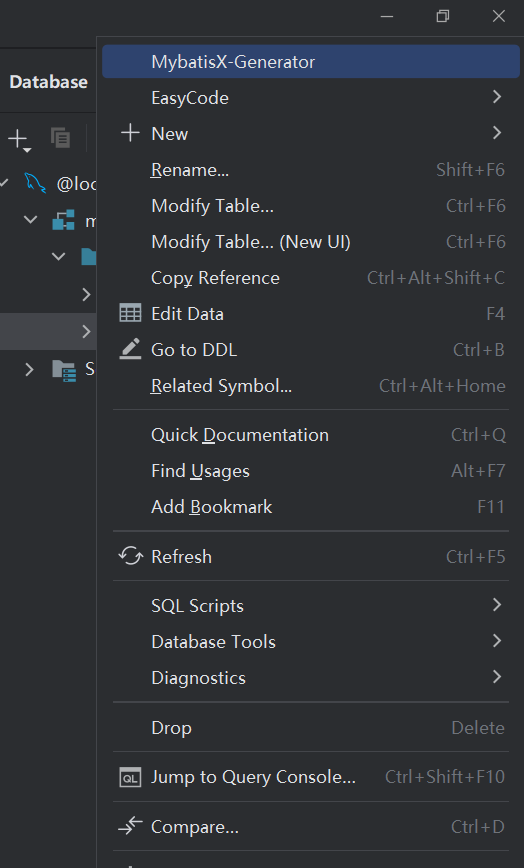 Database
MybatisX-Generator
EasyCode
New
@loc
Rename... Shift+F6
Modify Table... Ctrl+F6
m
Modify Table... (New UI) Ctrl+F6
Copy Reference Ctrl+Alt+Shift+C
Edit Data F4
Go to DDL Ctrl+B
S
Related Symbol... Ctrl+Alt+Home
Quick Documentation Ctrl+Q
Find Usages Alt+F7
Add Bookmark F11
Refresh Ctrl+F5
SQL Scripts
Database Tools
Diagnostics
Drop Delete
QL Jump to Query Console... Ctrl+Shift+F10
Compare... Ctrl+D